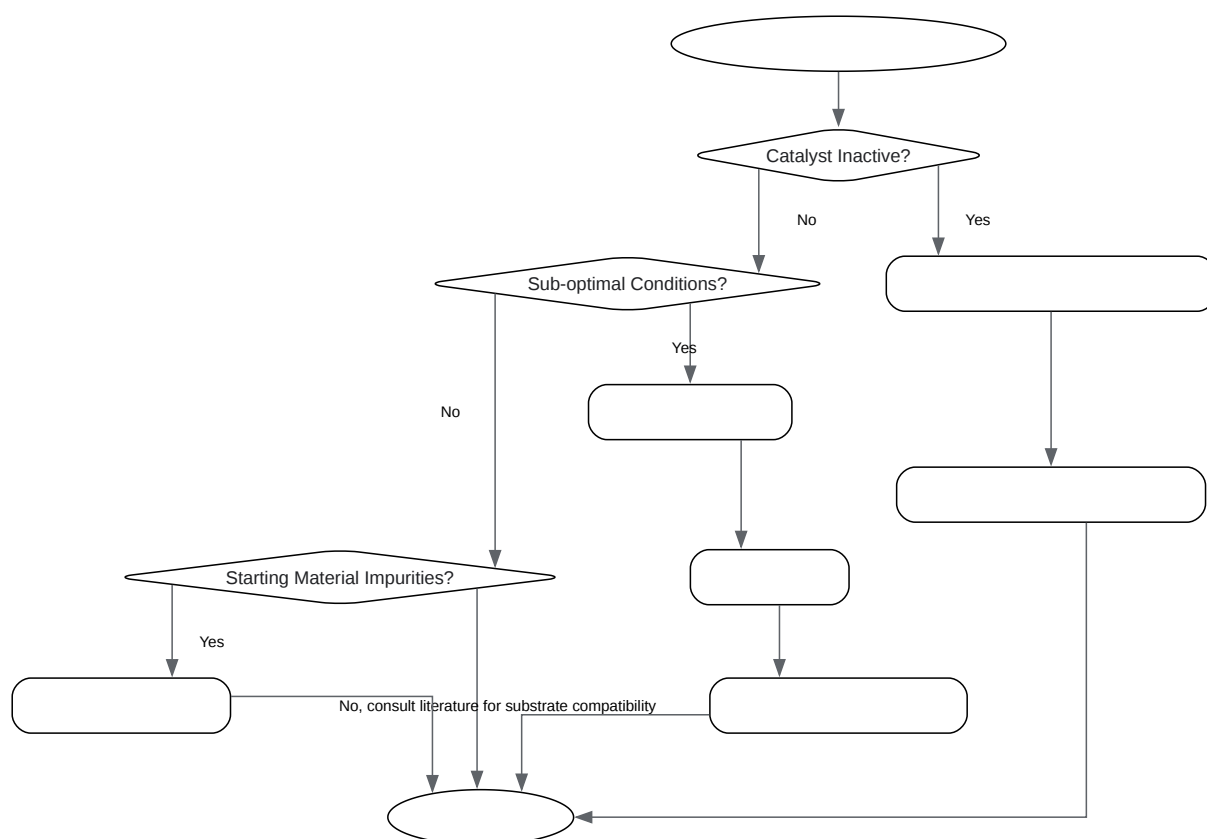 Catalyst Inactive?
No
Yes
Sub-optimal Conditions?
Yes
No
Starting Material Impurities?
Yes
No, consult literature for substrate compatibility